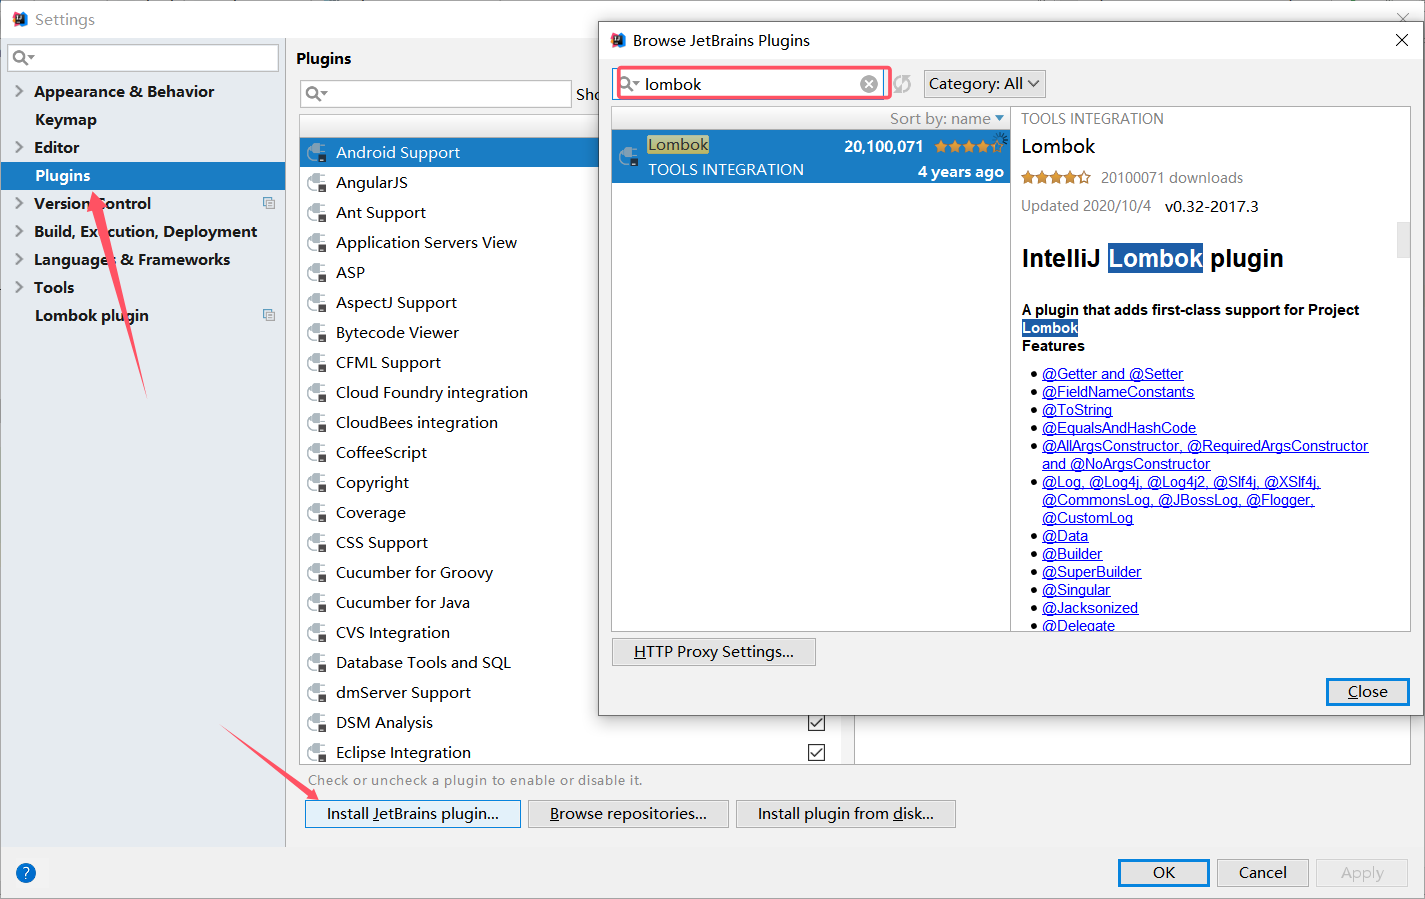 Settings
Appearance & Behavior
Keymap
Editor
Plugins
Version Control
Build, Execution, Deployment
Languages & Frameworks
Tools
Lombok plugin
Plugins
Sho
Android Support
AngularJS
Ant Support
Application Servers View
ASP
AspectJ Support
Bytecode Viewer
CFML Support
Cloud Foundry integration
CloudBees integration
CoffeeScript
Copyright
Coverage
CSS Support
Cucumber for Groovy
Cucumber for Java
CVS Integration
Database Tools and SQL
dmServer Support
DSM Analysis
Eclipse Integration
Check or uncheck a plugin to enable or disable it.
Install JetBrains plugin...
Browse repositories...
Install plugin from disk...
Browse JetBrains Plugins
lombok
Category: All
Sort by: name
Lombok 20,100,071
TOOLS INTEGRATION 4 years ago
TOOLS INTEGRATION
Lombok
20100071 downloads
Updated 2020/10/4 v0.32-2017.3
IntelliJ Lombok plugin
A plugin that adds first-class support for Project
Lombok
Features
@Getter and @Setter
@FieldNameConstants
@ToString
@EqualsAndHashCode
@AllArgsConstructor, @RequiredArgsConstructor
and @NoArgsConstructor
@Log, @Log4j, @Log4j2, @Slf4j, @XSlf4j,
@CommonsLog, @JBossLog, @Flogger,
@CustomLog
@Data
@Builder
@SuperBuilder
@Singular
@Jacksonized
@Delegate
HTTP Proxy Settings...
Close
?
OK
Cancel
Apply